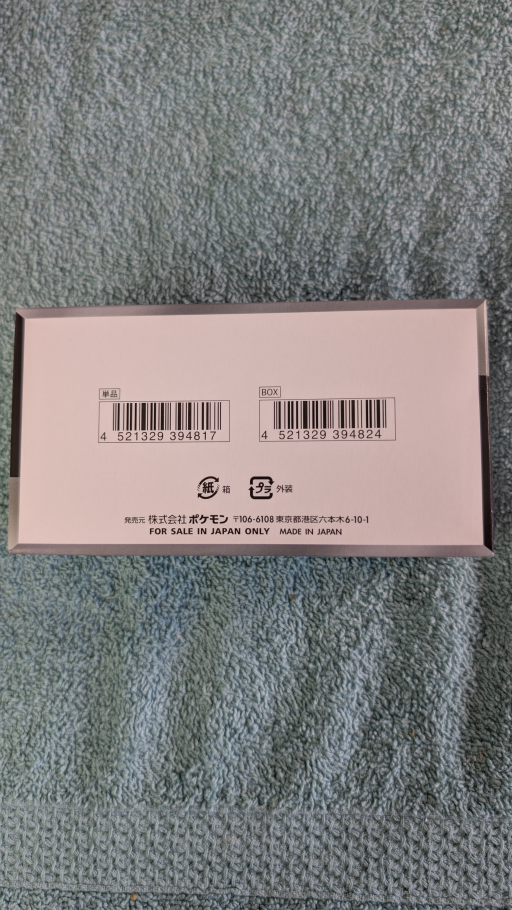 単品
BOX
4 521329 394817
4 521329 394824
紙 箱
プラ 外装
発売元 株式会社ポケモン 〒106-6108 東京都港区六本木6-10-1
FOR SALE IN JAPAN ONLY MADE IN JAPAN